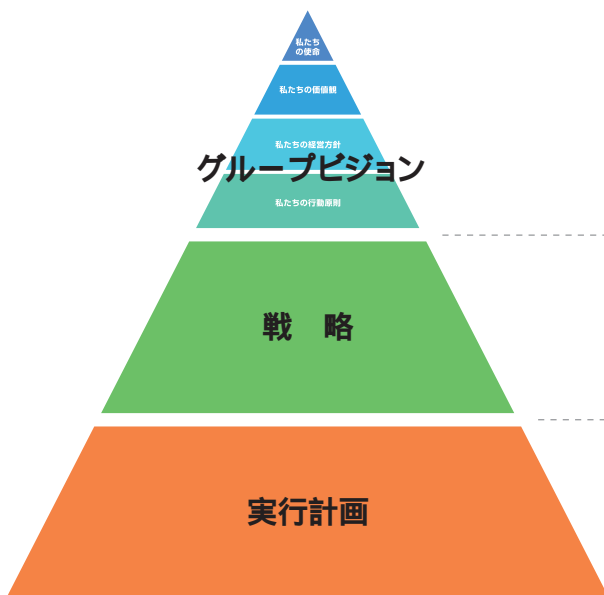 私たち
の使命
私たちの価値観
私たちの経営方針
グループビジョン
私たちの行動原則
戦　略
実行計画